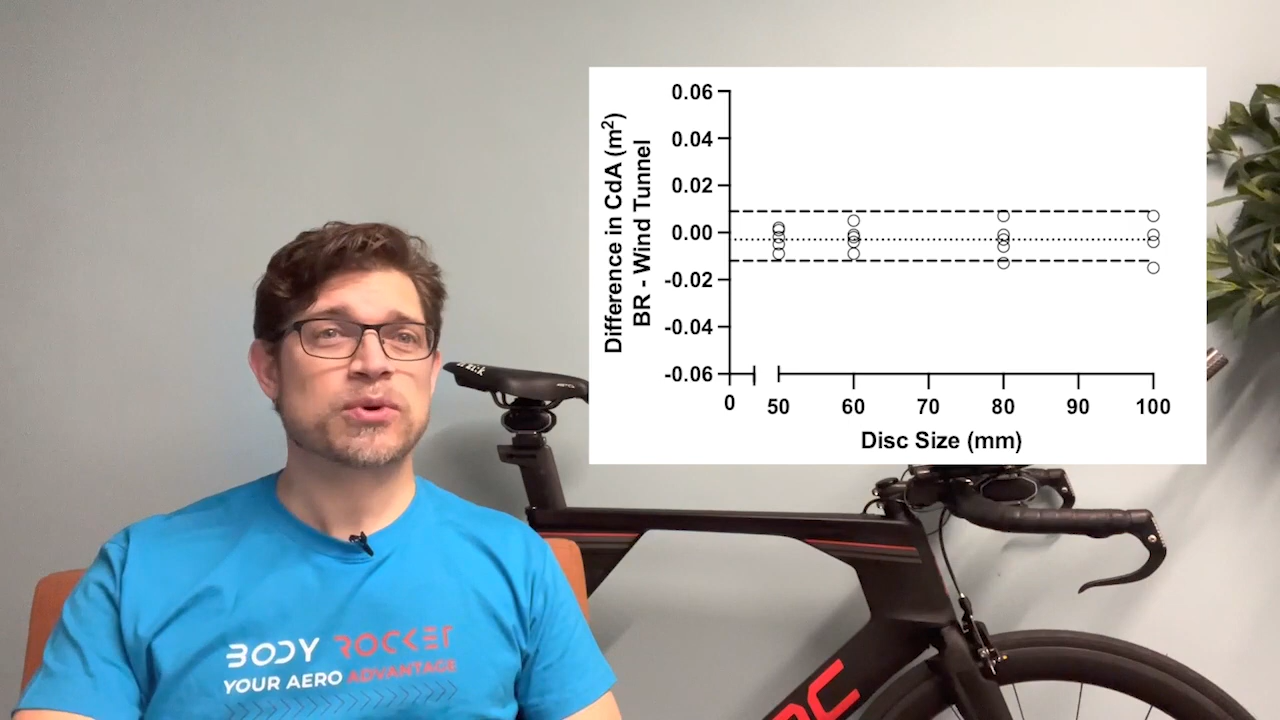 0.06
0.04
0.02
0.00
-0.02
-0.04
-0.06
Difference in CdA (m²)
BR - Wind Tunnel
0 50 60 70 80 90 100
Disc Size (mm)
BODY ROCKET
YOUR AERO ADVANTAGE